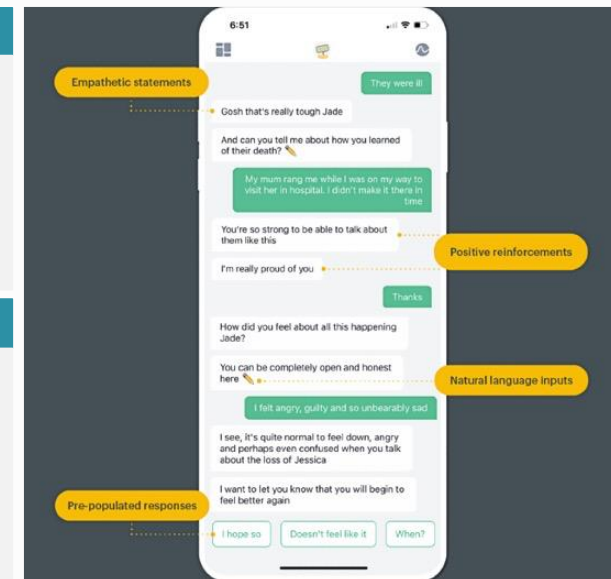 6:51
They were ill
Empathetic statements
Gosh that's really tough Jade
And can you tell me about how you learned
of their death?
My mum rang me while I was on my way to
visit her in hospital. I didn't make it there in
time
You're so strong to be able to talk about
them like this
Positive reinforcements
I'm really proud of you
Thanks
How did you feel about all this happening
Jade?
You can be completely open and honest
here
Natural language inputs
I felt angry, guilty and so unbearably sad
I see, it's quite normal to feel down, angry
and perhaps even confused when you talk
about the loss of Jessica
I want to let you know that you will begin to
feel better again
Pre-populated responses
I hope so
Doesn't feel like it
When?